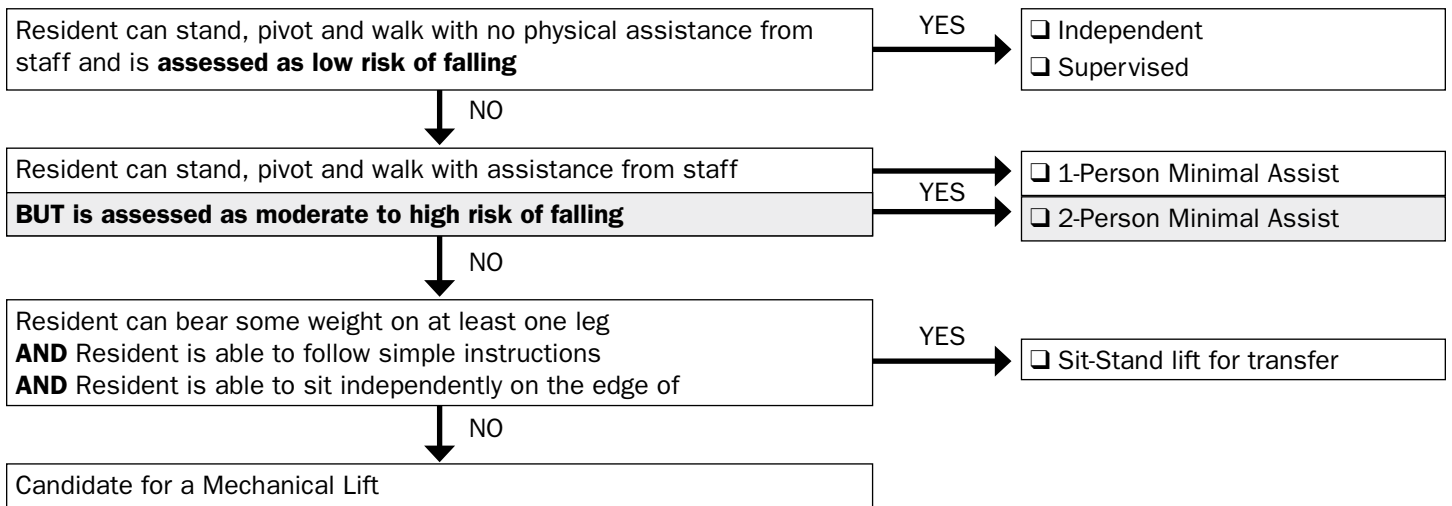 Resident can stand, pivot and walk with no physical assistance from
staff and is assessed as low risk of falling
YES
❑ Independent
❑ Supervised
NO
Resident can stand, pivot and walk with assistance from staff
BUT is assessed as moderate to high risk of falling
YES
❑ 1-Person Minimal Assist
❑ 2-Person Minimal Assist
NO
Resident can bear some weight on at least one leg
AND Resident is able to follow simple instructions
AND Resident is able to sit independently on the edge of
YES
❑ Sit-Stand lift for transfer
NO
Candidate for a Mechanical Lift